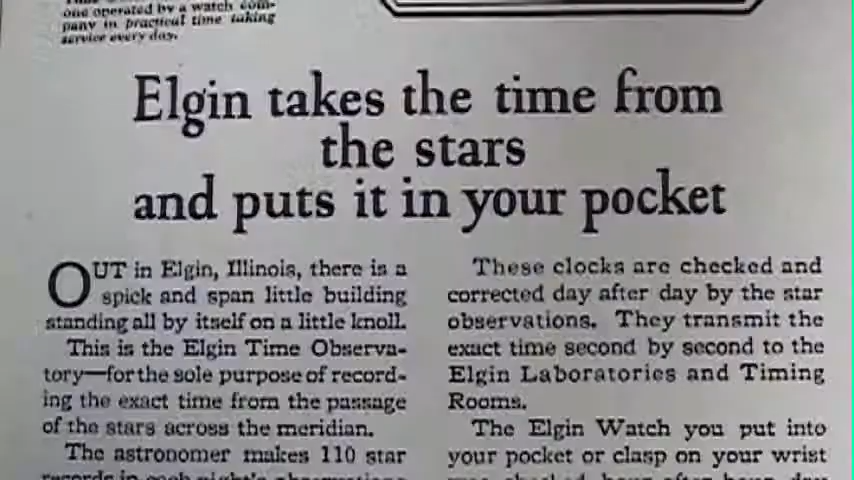 one operated by a watch com-
pany in practical time taking
service every day.
Elgin takes the time from
the stars
and puts it in your pocket
OUT in Elgin, Illinois, there is a
spick and span little building
standing all by itself on a little knoll.
This is the Elgin Time Observa-
tory—for the sole purpose of record-
ing the exact time from the passage
of the stars across the meridian.
The astronomer makes 110 star
records in each night's observations
These clocks are checked and
corrected day after day by the star
observations. They transmit the
exact time second by second to the
Elgin Laboratories and Timing
Rooms.
The Elgin Watch you put into
your pocket or clasp on your wrist
was checked hour after hour, day